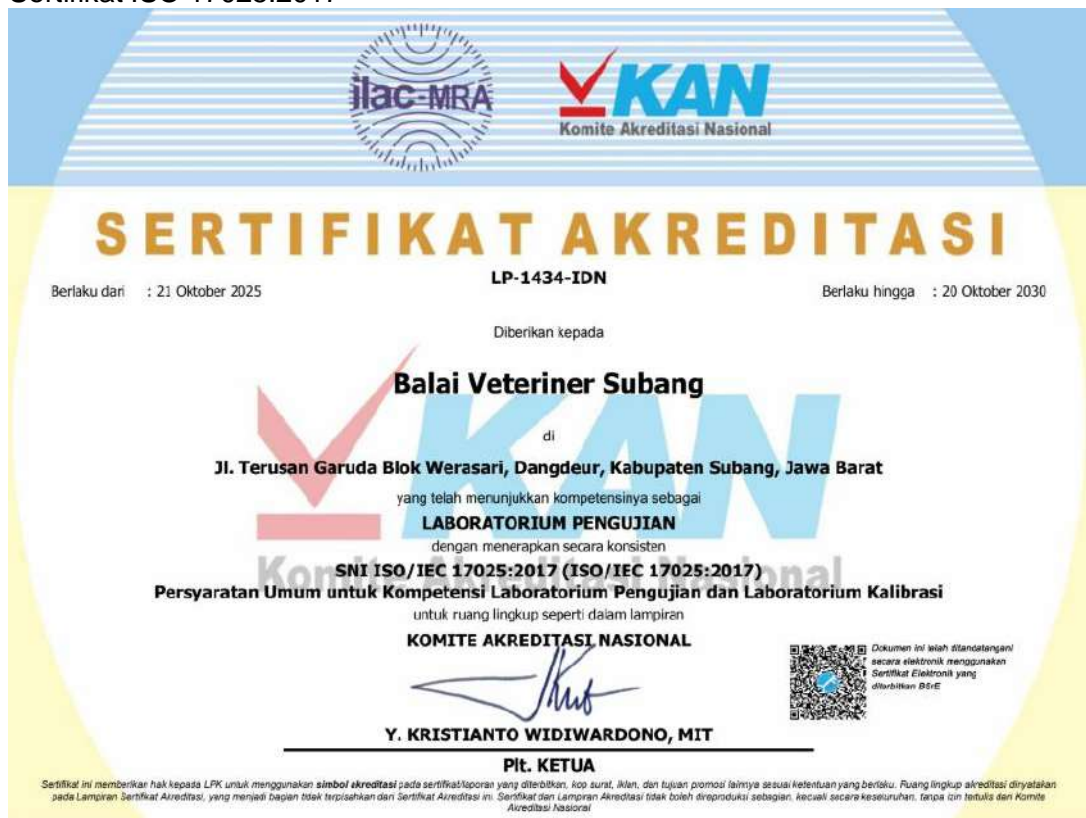 Sertifikat ISO 17025:2017
ilac-MRA
KAN
Komite Akreditasi Nasional
SERTIFIKAT AKREDITASI
LP-1434-IDN
Berlaku dari : 21 Oktober 2025
Berlaku hingga : 20 Oktober 2030
Diberikan kepada
Balai Veteriner Subang
di
Jl. Terusan Garuda Blok Werasari, Dangdeur, Kabupaten Subang, Jawa Barat
yang telah menunjukkan kompetensinya sebagai
LABORATORIUM PENGUJIAN
dengan menerapkan secara konsisten
SNI ISO/IEC 17025:2017 (ISO/IEC 17025:2017)
Persyaratan Umum untuk Kompetensi Laboratorium Pengujian dan Laboratorium Kalibrasi
untuk ruang lingkup seperti dalam lampiran
KOMITE AKREDITASI NASIONAL
Dokumen ini telah ditandatangani
secara elektronik menggunakan
Sertifikat Elektronik yang
diterbitkan BSrE
Y. KRISTIANTO WIDIWARDONO, MIT
Plt. KETUA
Sertifikat ini memberikan hak kepada LPK untuk menggunakan simbol akreditasi pada sertifikat/laporan yang diterbitkan, kop surat, iklan, dan tujuan promosi lainnya sesuai ketentuan yang berlaku. Ruang lingkup akreditasi dinyatakan
pada Lampiran Sertifikat Akreditasi, yang menjadi bagian tidak terpisahkan dari Sertifikat Akreditasi ini. Sertifikat dan Lampiran Akreditasi tidak boleh direproduksi sebagian, kecuali secara keseluruhan, tanpa izin tertulis dari Komite
Akreditasi Nasional
KAN
Komite Akreditasi Nasional